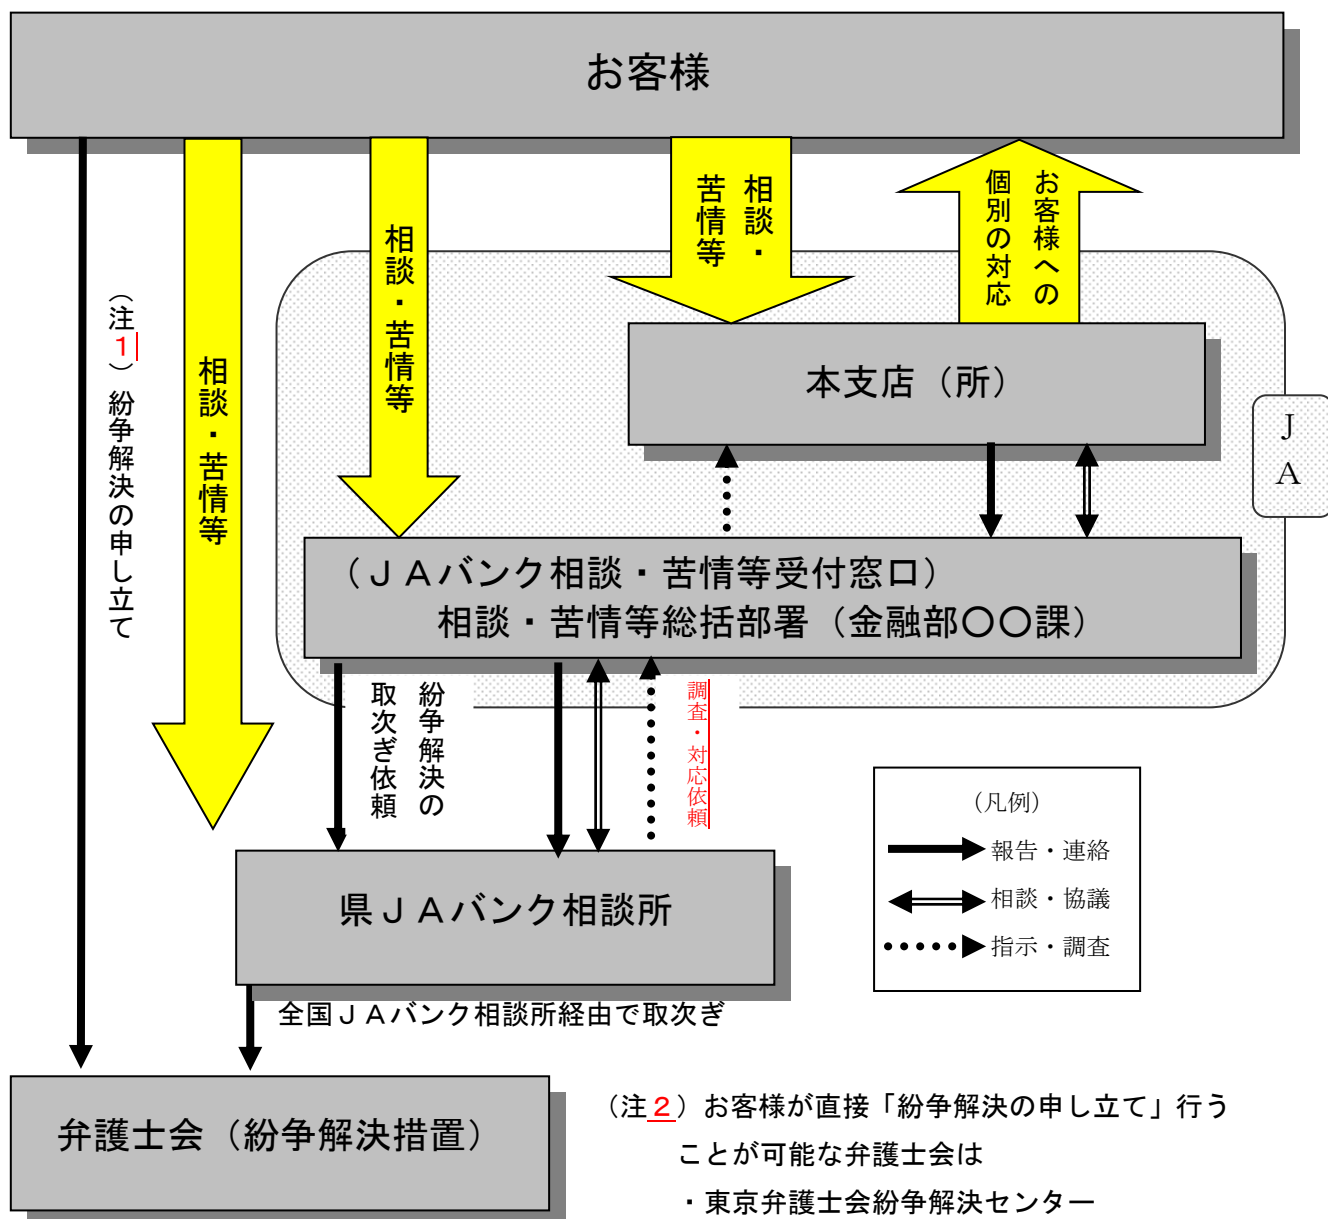 お客様
相談・
苦情等
お客様への
個別の対応
相談・苦情等
相談・苦情等
（注１）紛争解決の申し立て
本支店（所）
ＪＡ
（ＪＡバンク相談・苦情等受付窓口）
相談・苦情等総括部署（金融部〇〇課）
紛争解決の
取次ぎ依頼
調査・対応依頼
（凡例）
報告・連絡
相談・協議
指示・調査
県ＪＡバンク相談所
全国ＪＡバンク相談所経由で取次ぎ
弁護士会（紛争解決措置）
（注２）お客様が直接「紛争解決の申し立て」行う
ことが可能な弁護士会は
・東京弁護士会紛争解決センター